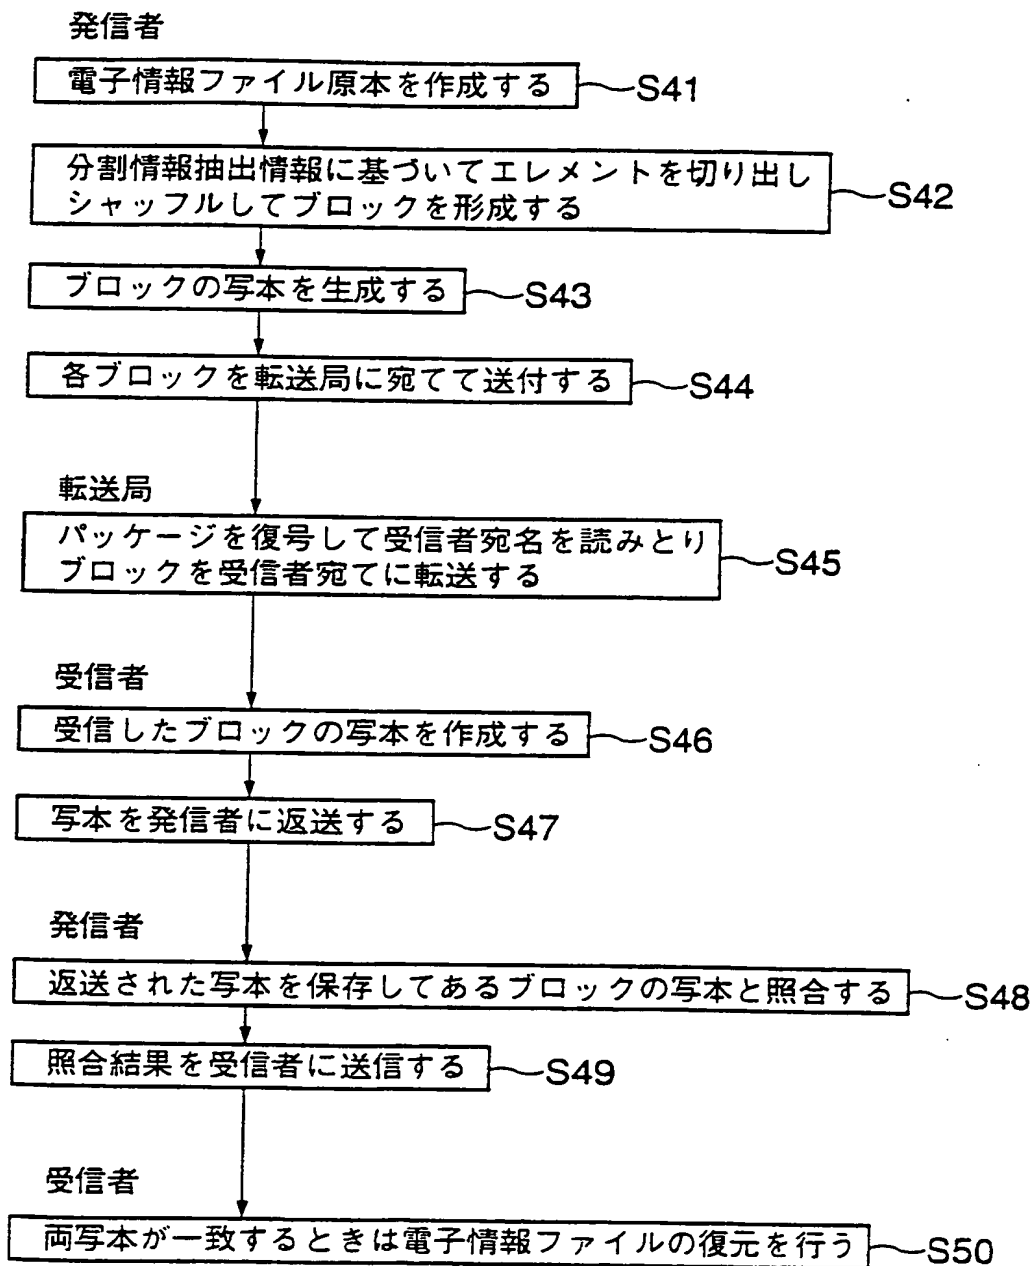 発信者
電子情報ファイル原本を作成する S41
分割情報抽出情報に基づいてエレメントを切り出し
シャッフルしてブロックを形成する S42
ブロックの写本を生成する S43
各ブロックを転送局に宛てて送付する S44
転送局
パッケージを復号して受信者宛名を読みとり
ブロックを受信者宛てに転送する S45
受信者
受信したブロックの写本を作成する S46
写本を発信者に返送する S47
発信者
返送された写本を保存してあるブロックの写本と照合する S48
照合結果を受信者に送信する S49
受信者
両写本が一致するときは電子情報ファイルの復元を行う S50